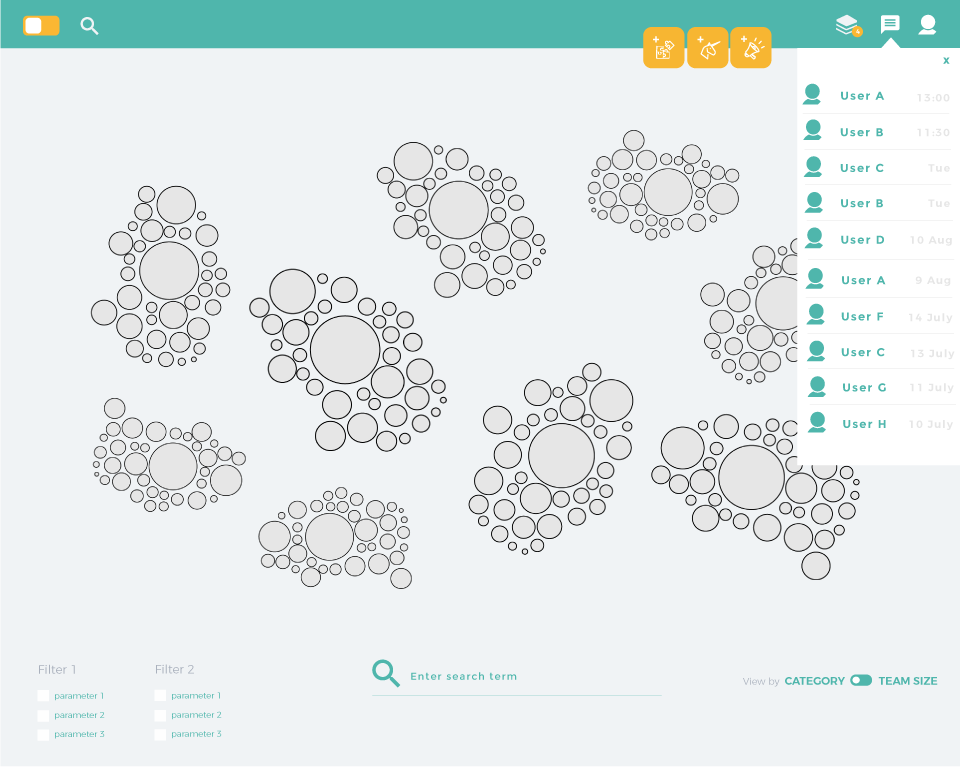 x
User A 13:00
User B 11:30
User C Tue
User B Tue
User D 10 Aug
User A 9 Aug
User F 14 July
User C 13 July
User G 11 July
User H 10 July
Filter 1
parameter 1
parameter 2
parameter 3
Filter 2
parameter 1
parameter 2
parameter 3
Enter search term
View by CATEGORY TEAM SIZE